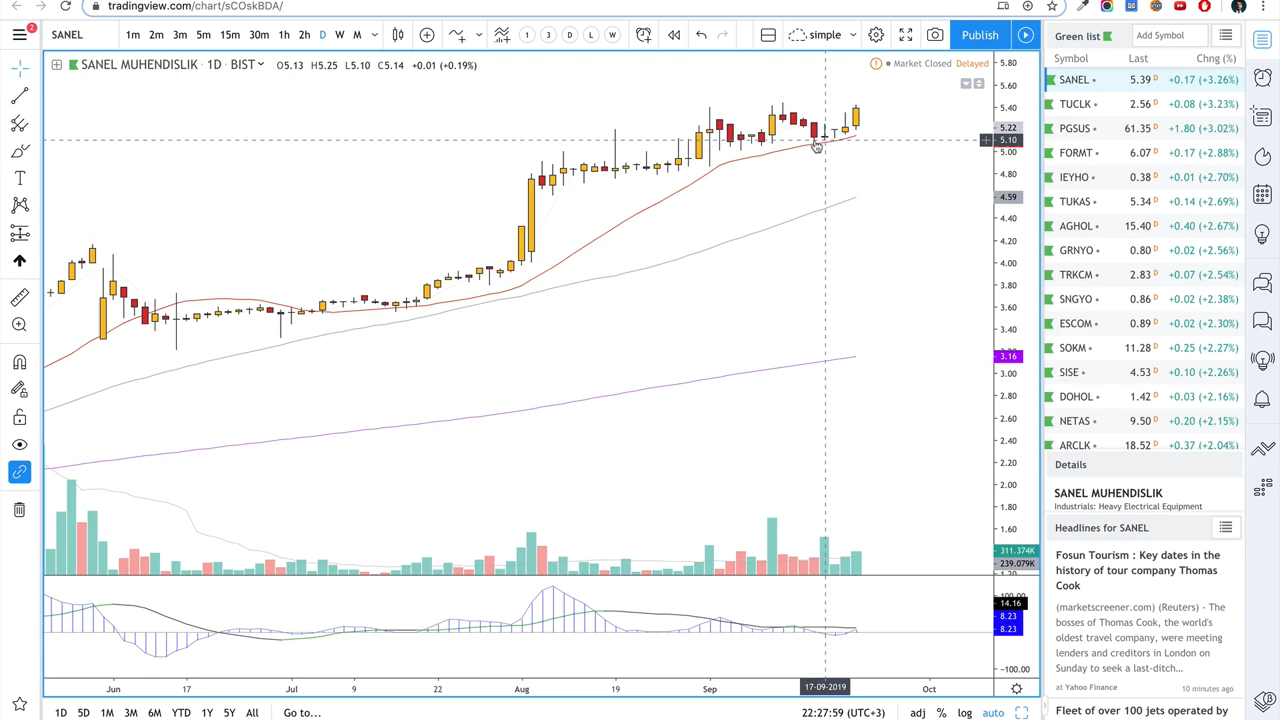 tradingview.com/chart/sCOskBDA/
2
SANEL
1m 2m 3m 5m 15m 30m 1h 2h D W M
1 3 D L W
simple
Publish
SANEL MUHENDISLIK · 1D · BIST
O5.13 H5.25 L5.10 C5.14 +0.01 (+0.19%)
Market Closed Delayed
5.80
5.60
5.40
5.22
5.10
5.00
4.80
4.59
4.40
4.20
4.00
3.80
3.60
3.40
3.16
3.00
2.80
2.60
2.40
2.20
2.00
1.80
1.60
311.374K
239.079K
14.16
8.23
8.23
−100.00
Jun 17 Jul 9 22 Aug 19 Sep 17-09-2019 Oct
1D 5D 1M 3M 6M YTD 1Y 5Y All Go to...
22:27:59 (UTC+3) adj % log auto
Green list
Add Symbol
Symbol Last Chng (%)
SANEL 5.39 D +0.17 (+3.26%)
TUCLK 2.56 D +0.08 (+3.23%)
PGSUS 61.35 D +1.80 (+3.02%)
FORMT 6.07 D +0.17 (+2.88%)
IEYHO 0.38 D +0.01 (+2.70%)
TUKAS 5.34 D +0.14 (+2.69%)
AGHOL 15.40 D +0.40 (+2.67%)
GRNYO 0.80 D +0.02 (+2.56%)
TRKCM 2.83 D +0.07 (+2.54%)
SNGYO 0.86 D +0.02 (+2.38%)
ESCOM 0.89 D +0.02 (+2.30%)
SOKM 11.28 D +0.25 (+2.27%)
SISE 4.53 D +0.10 (+2.26%)
DOHOL 1.42 D +0.03 (+2.16%)
NETAS 9.50 D +0.20 (+2.15%)
ARCLK 18.52 D +0.37 (+2.04%)
Details
SANEL MUHENDISLIK
Industrials: Heavy Electrical Equipment
Headlines for SANEL
Fosun Tourism : Key dates in the
history of tour company Thomas
Cook
(marketscreener.com) (Reuters) - The
bosses of Thomas Cook, the world's
oldest travel company, were meeting
lenders and creditors in London on
Sunday to seek a last-ditch...
at Yahoo Finance 10 minutes ago
Fleet of over 100 jets operated by